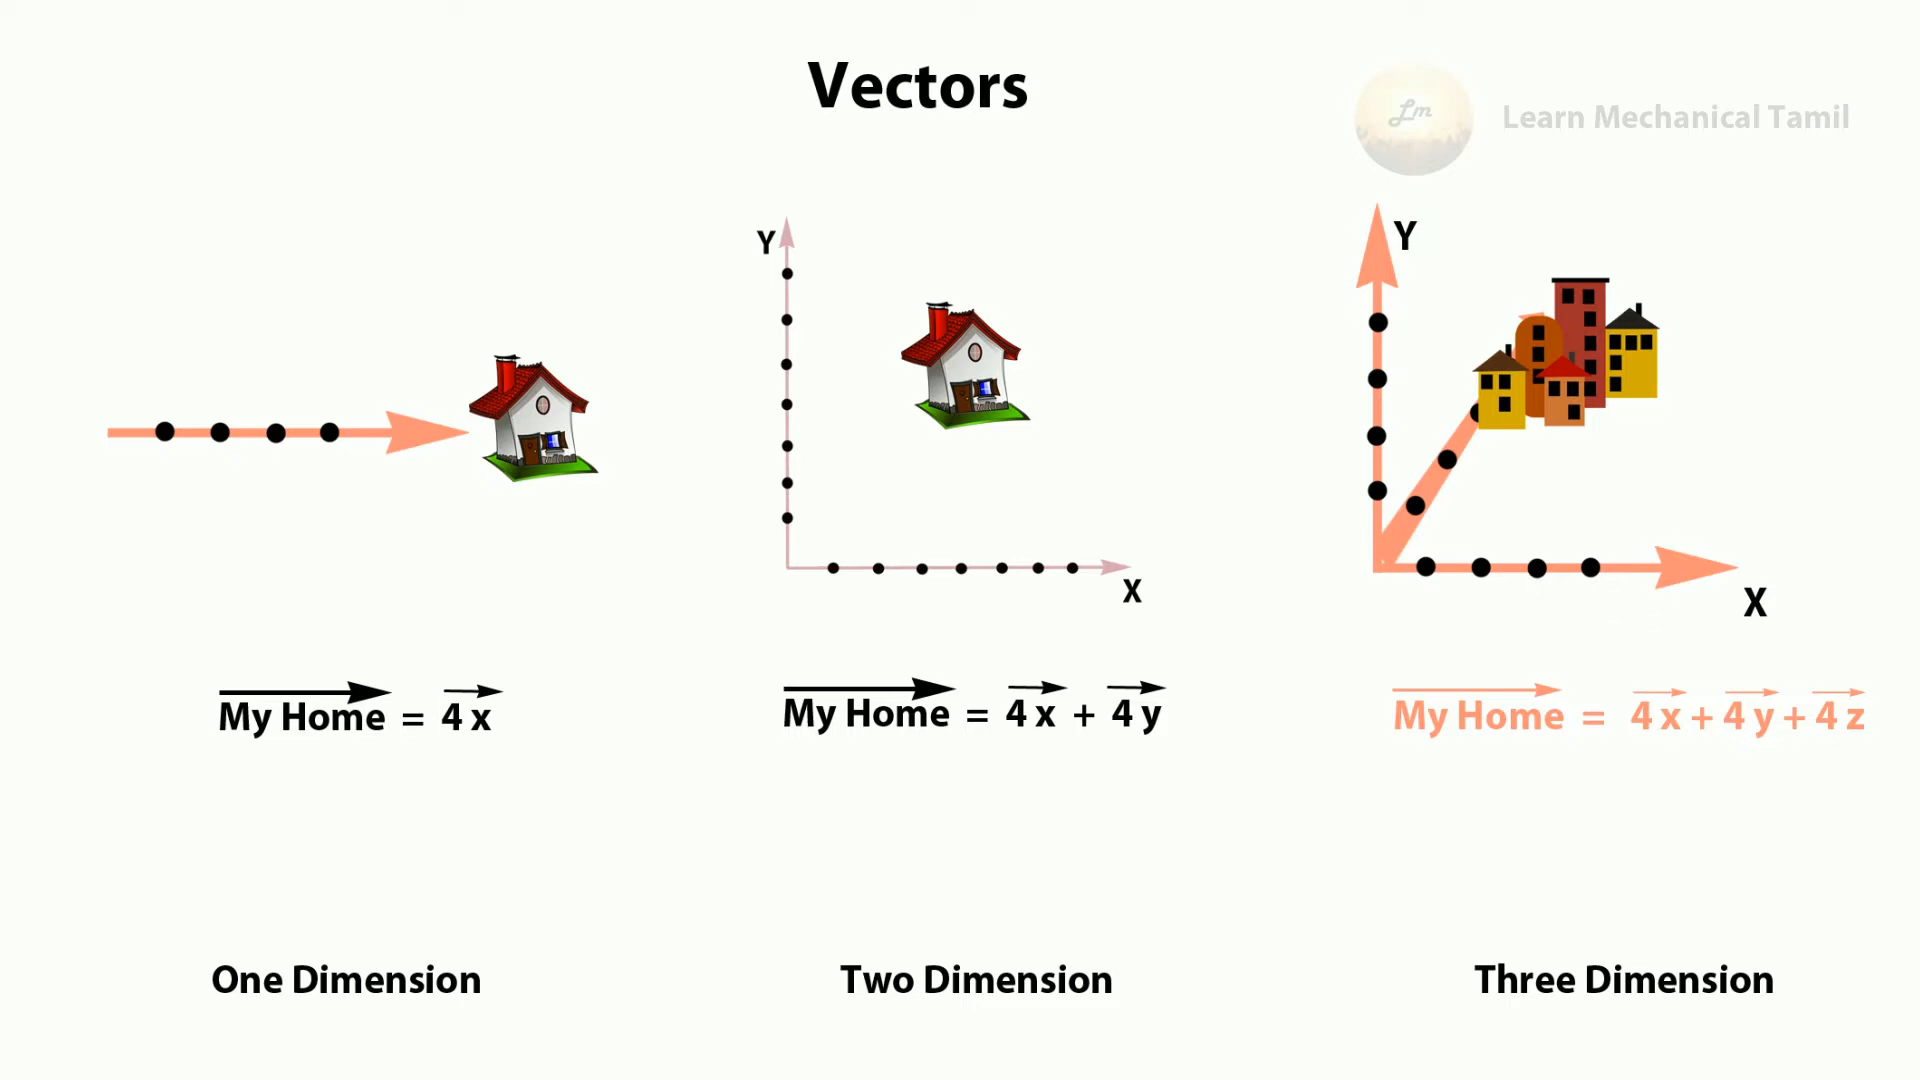 Vectors
Lm
Learn Mechanical Tamil
Y
X
Y
X
My Home = 4 x
My Home = 4 x + 4 y
My Home = 4 x + 4 y + 4 z
One Dimension
Two Dimension
Three Dimension